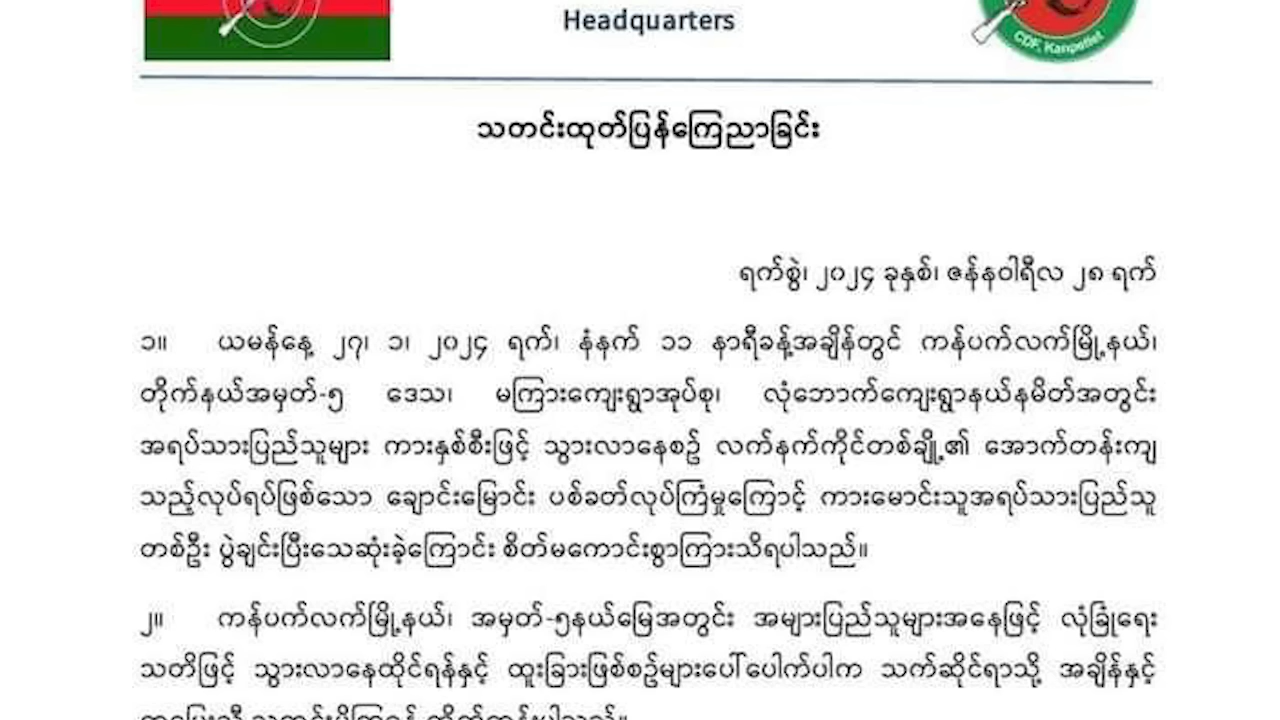 Headquarters
CDF, Kanpetlet
သတင်းထုတ်ပြန်ကြေညာခြင်း
ရက်စွဲ၊ ၂၀၂၄ ခုနှစ်၊ ဇန်နဝါရီလ ၂၈ ရက်
၁။ ယမန်နေ့ ၂၇၊ ၁၊ ၂၀၂၄ ရက်၊ နံနက် ၁၁ နာရီခန့်အချိန်တွင် ကန်ပက်လက်မြို့နယ်၊
တိုက်နယ်အမှတ်-၅ ဒေသ၊ မကြားကျေးရွာအုပ်စု၊ လုံဘောက်ကျေးရွာနယ်နမိတ်အတွင်း
အရပ်သားပြည်သူများ ကားနှစ်စီးဖြင့် သွားလာနေစဉ် လက်နက်ကိုင်တစ်ချို့၏ အောက်တန်းကျ
သည့်လုပ်ရပ်ဖြစ်သော ချောင်းမြောင်း ပစ်ခတ်လုပ်ကြံမှုကြောင့် ကားမောင်းသူအရပ်သားပြည်သူ
တစ်ဦး ပွဲချင်းပြီးသေဆုံးခဲ့ကြောင်း စိတ်မကောင်းစွာကြားသိရပါသည်။
၂။ ကန်ပက်လက်မြို့နယ်၊ အမှတ်-၅နယ်မြေအတွင်း အများပြည်သူများအနေဖြင့် လုံခြုံရေး
သတိဖြင့် သွားလာနေထိုင်ရန်နှင့် ထူးခြားဖြစ်စဉ်များပေါ်ပေါက်ပါက သက်ဆိုင်ရာသို့ အချိန်နှင့်